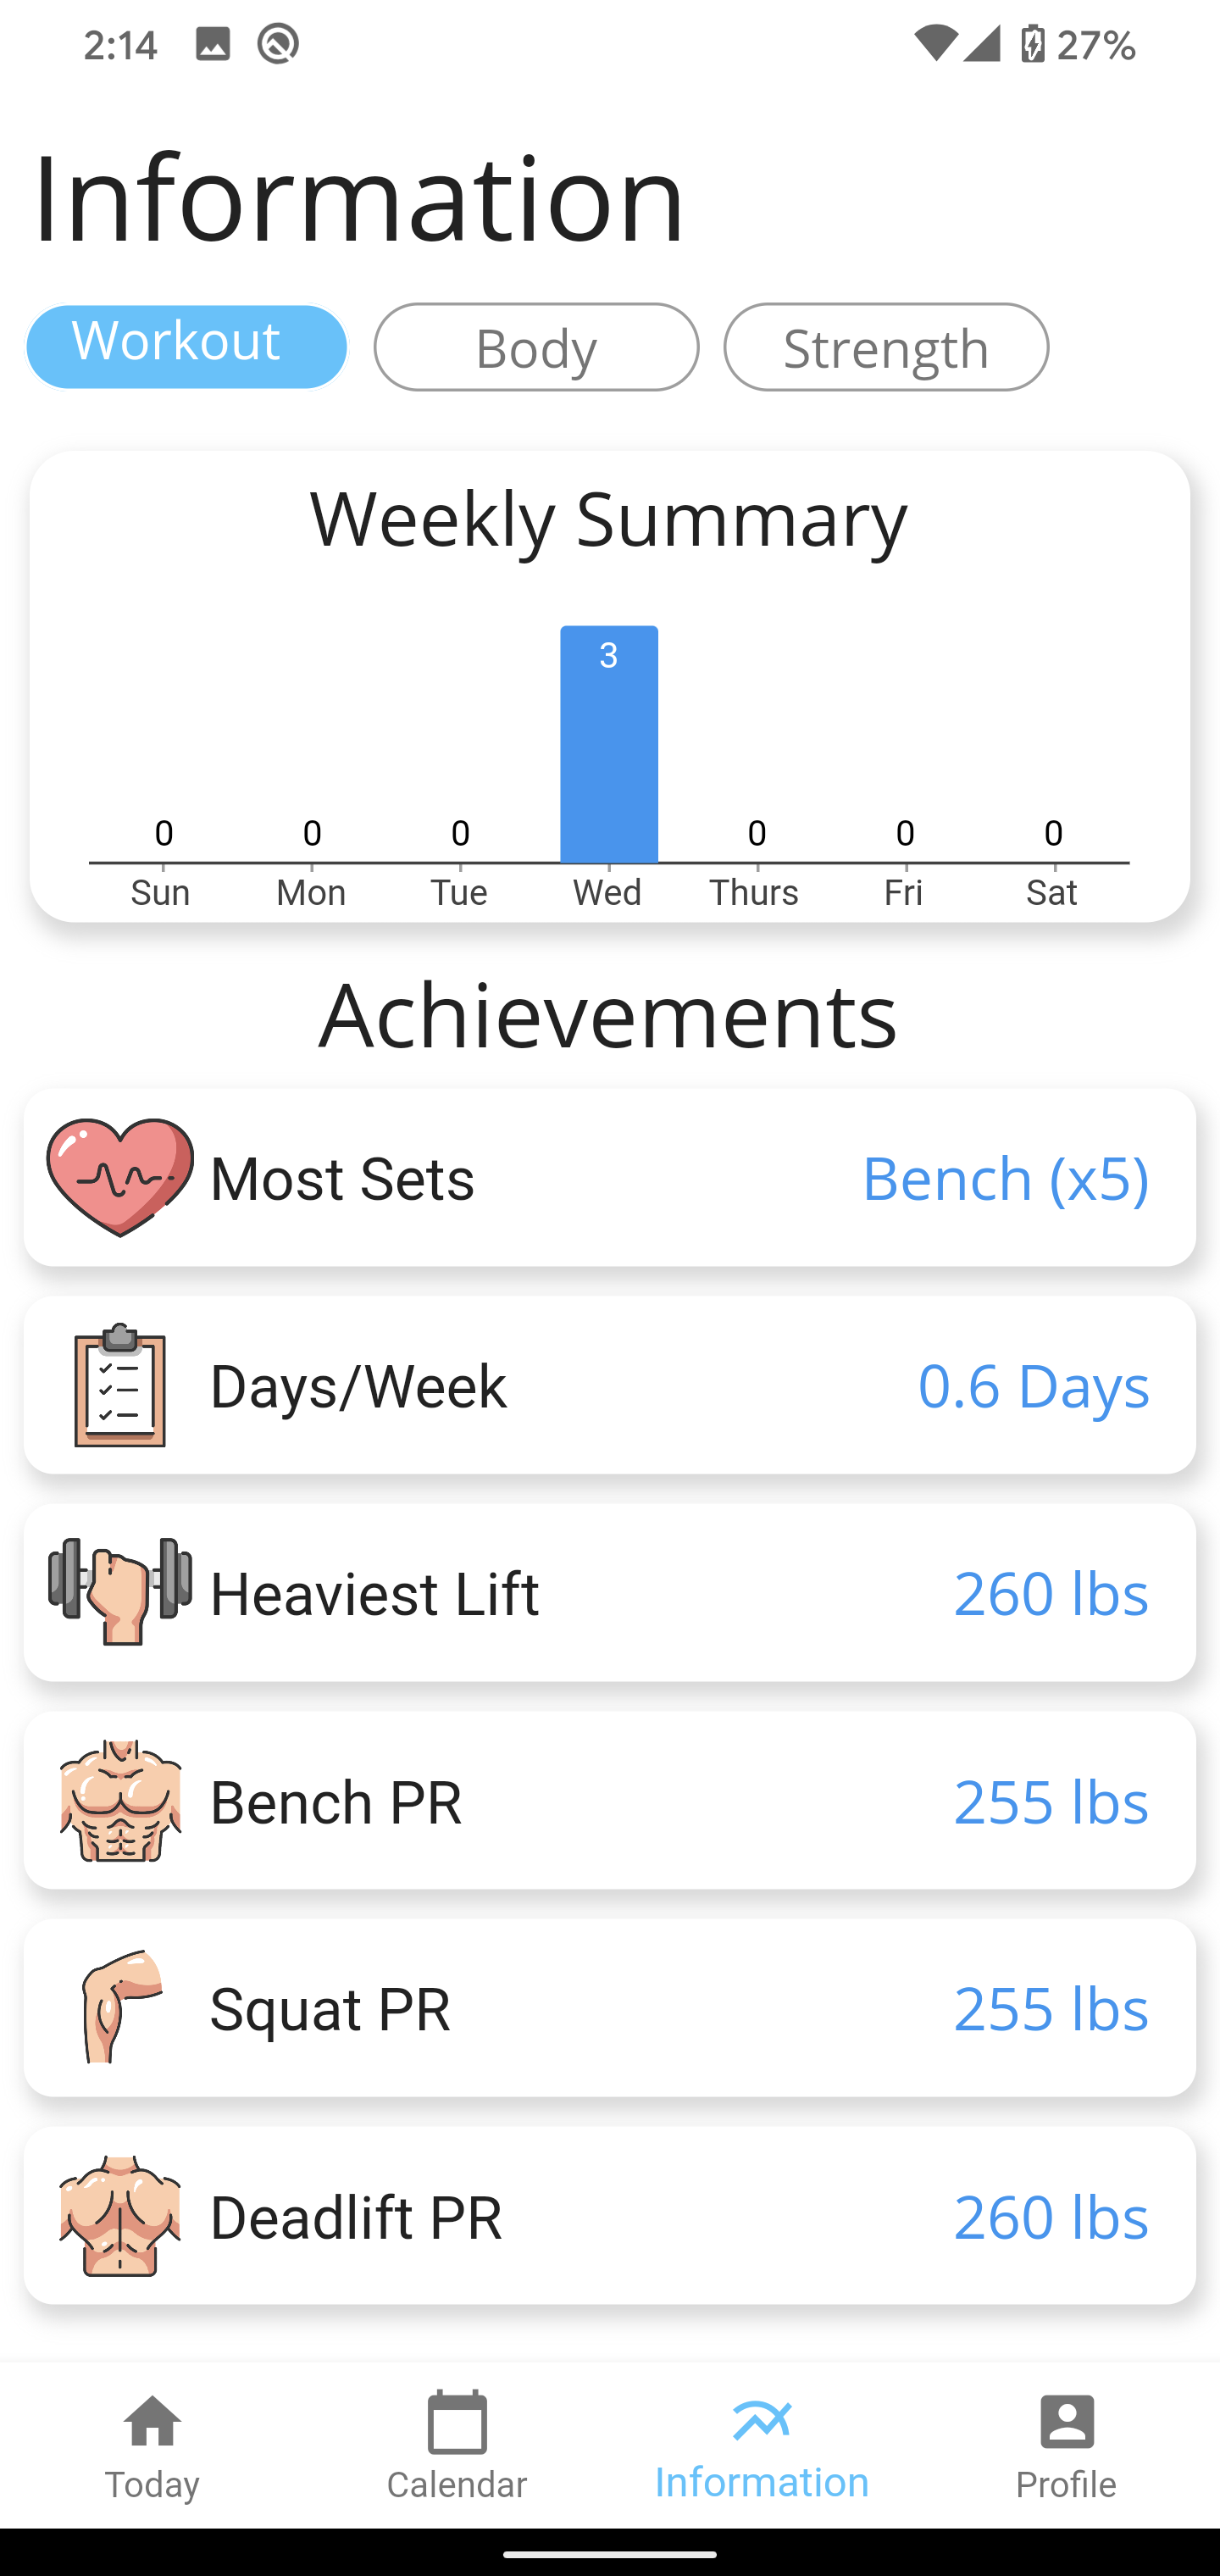 2:14 27%
Information
Workout Body Strength
Weekly Summary
3
0 0 0 0 0 0
Sun Mon Tue Wed Thurs Fri Sat
Achievements
Most Sets Bench (x5)
Days/Week 0.6 Days
Heaviest Lift 260 lbs
Bench PR 255 lbs
Squat PR 255 lbs
Deadlift PR 260 lbs
Today Calendar Information Profile